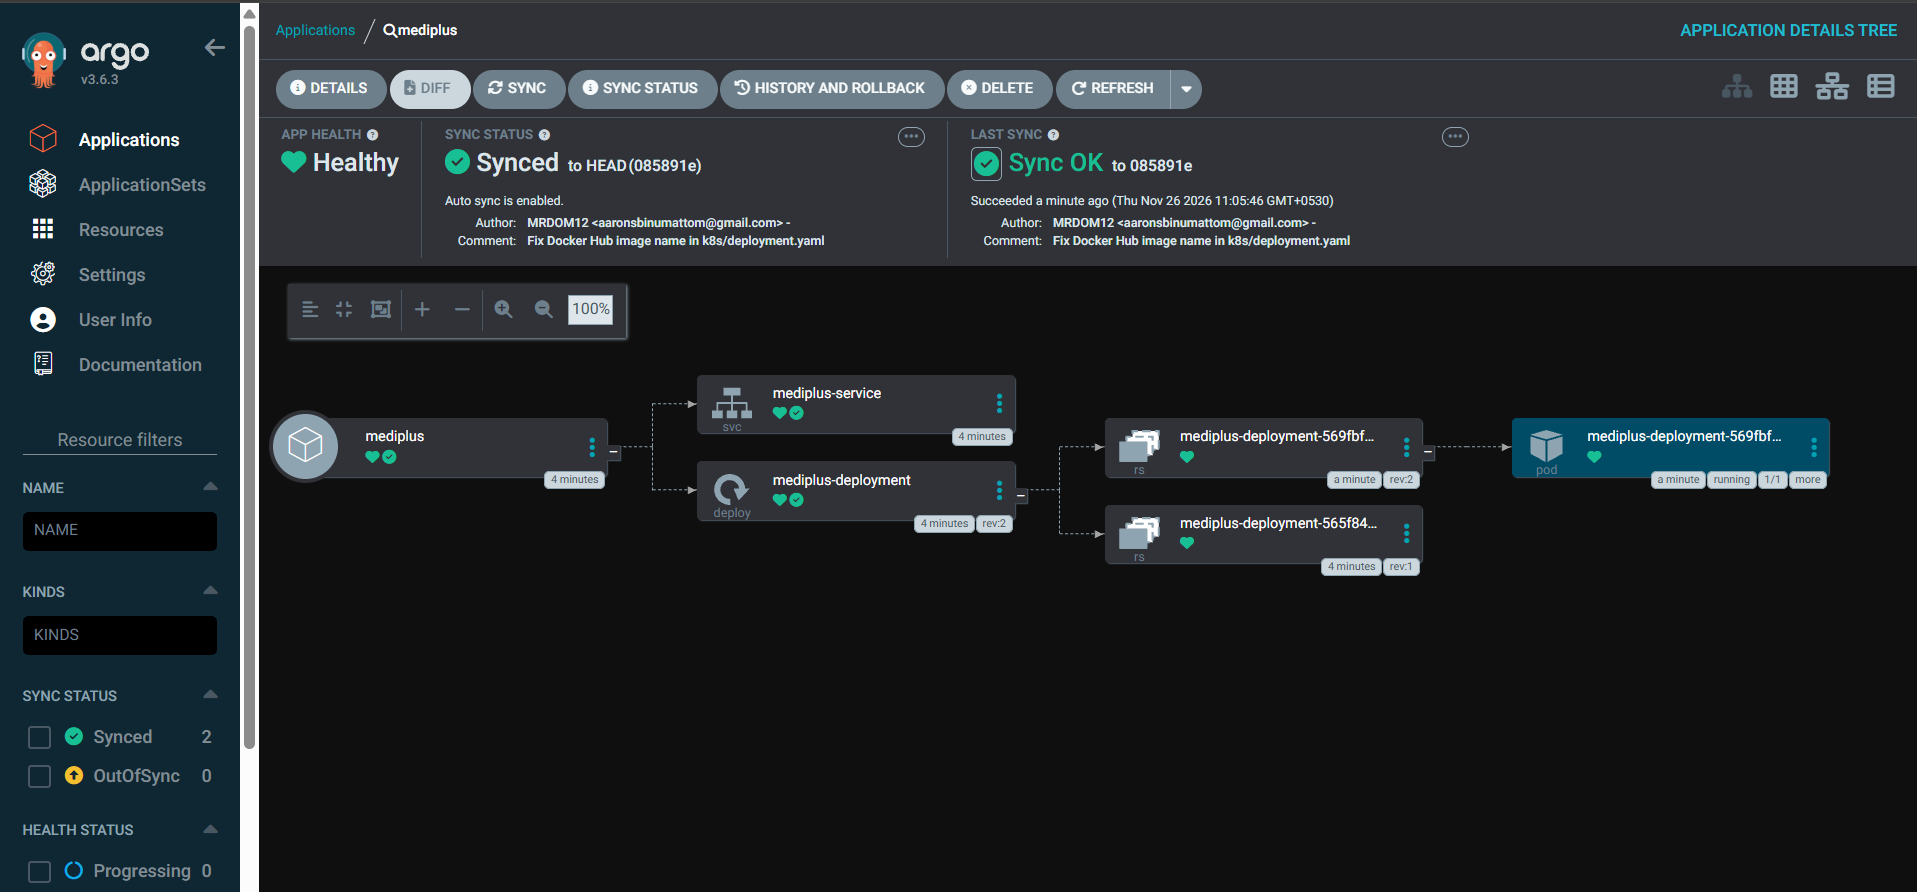 argo
v3.6.3
Applications
ApplicationSets
Resources
Settings
User Info
Documentation
Resource filters
NAME
NAME
KINDS
KINDS
SYNC STATUS
Synced 2
OutOfSync 0
HEALTH STATUS
Progressing 0
Applications / mediplus
APPLICATION DETAILS TREE
DETAILS DIFF SYNC SYNC STATUS HISTORY AND ROLLBACK DELETE REFRESH
APP HEALTH
Healthy
SYNC STATUS
Synced to HEAD (085891e)
Auto sync is enabled.
Author: MRDOM12 <aaronsbinumattom@gmail.com> -
Comment: Fix Docker Hub image name in k8s/deployment.yaml
LAST SYNC
Sync OK to 085891e
Succeeded a minute ago (Thu Nov 26 2026 11:05:46 GMT+0530)
Author: MRDOM12 <aaronsbinumattom@gmail.com> -
Comment: Fix Docker Hub image name in k8s/deployment.yaml
100%
mediplus
4 minutes
mediplus-service
svc
4 minutes
mediplus-deployment
deploy
4 minutes rev:2
mediplus-deployment-569fbf...
rs
a minute rev:2
mediplus-deployment-565f84...
rs
4 minutes rev:1
mediplus-deployment-569fbf...
pod
a minute running 1/1 more